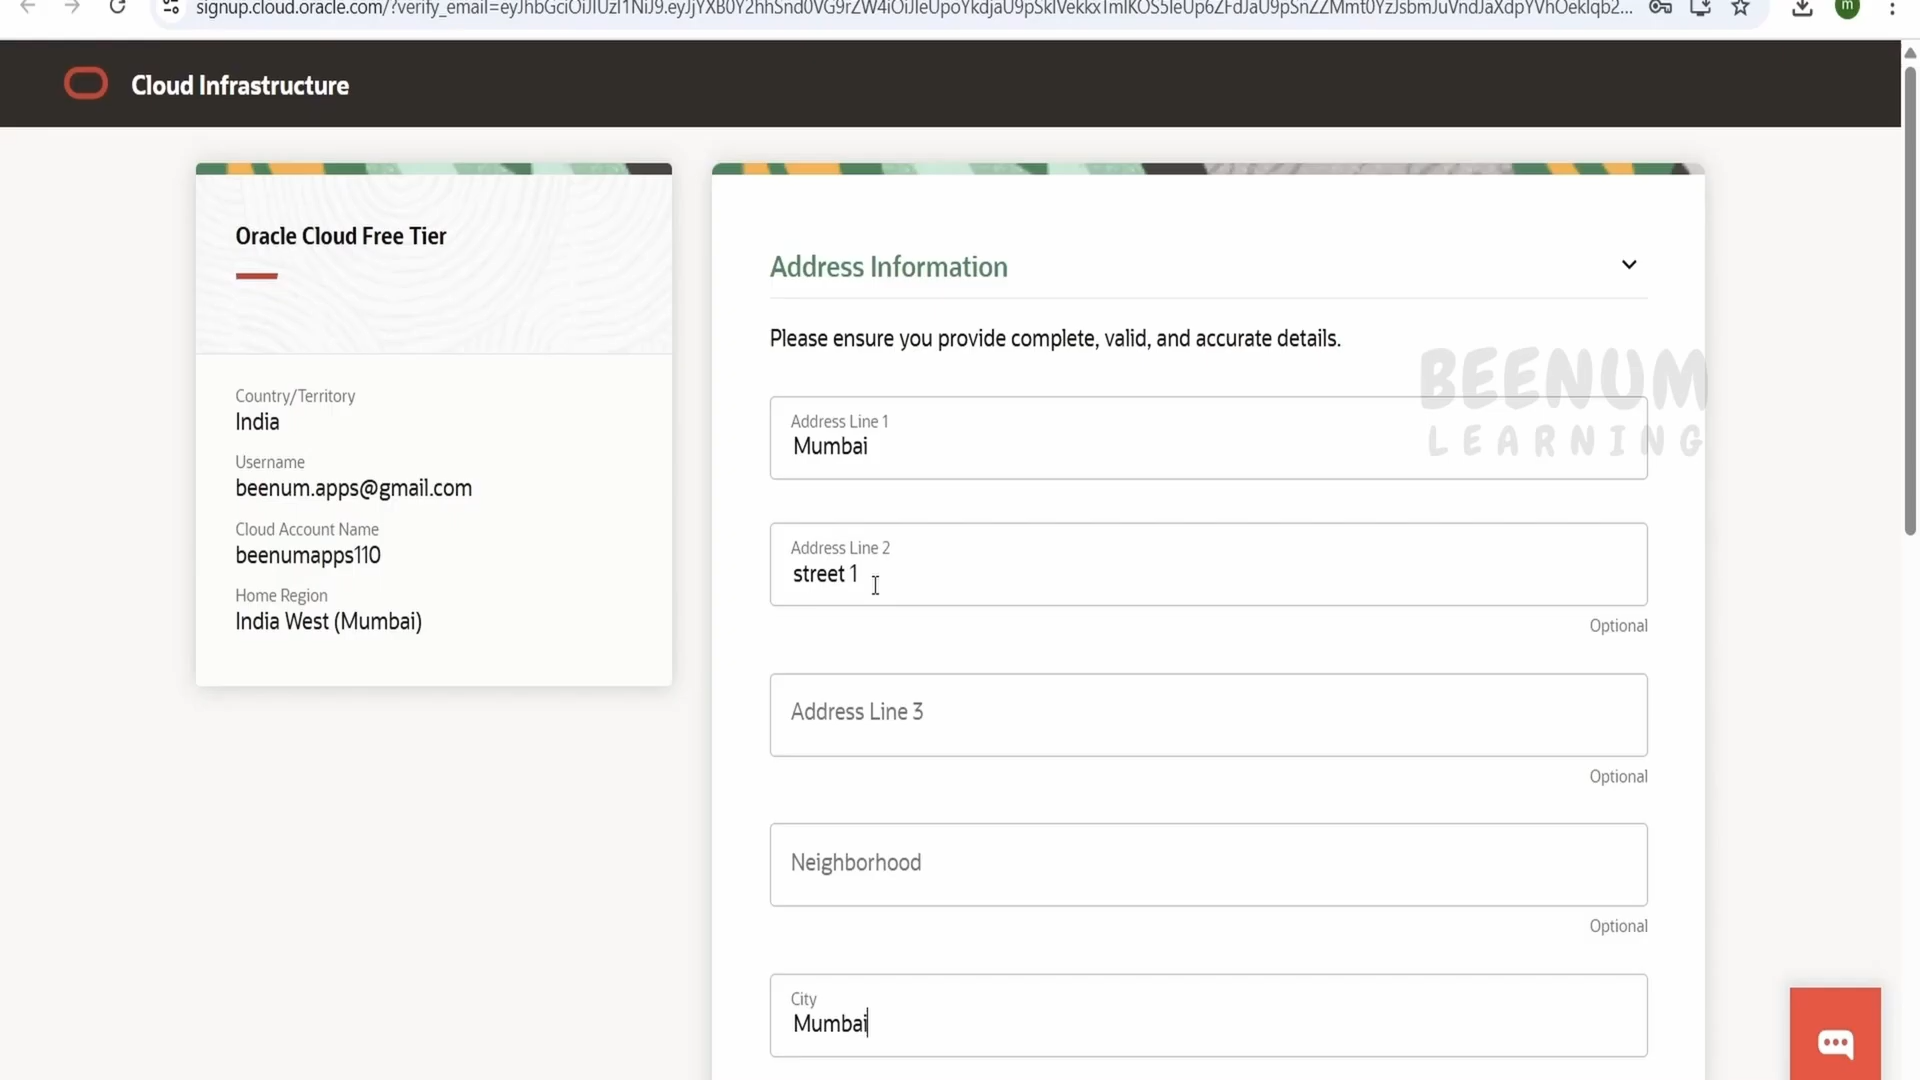 signup.cloud.oracle.com/?verify_email=
m
Cloud Infrastructure
Oracle Cloud Free Tier
Country/Territory
India
Username
beenum.apps@gmail.com
Cloud Account Name
beenumapps110
Home Region
India West (Mumbai)
Address Information
Please ensure you provide complete, valid, and accurate details.
BEENUM
LEARNING
Address Line 1
Mumbai
Address Line 2
street 1
Optional
Address Line 3
Optional
Neighborhood
Optional
City
Mumbai